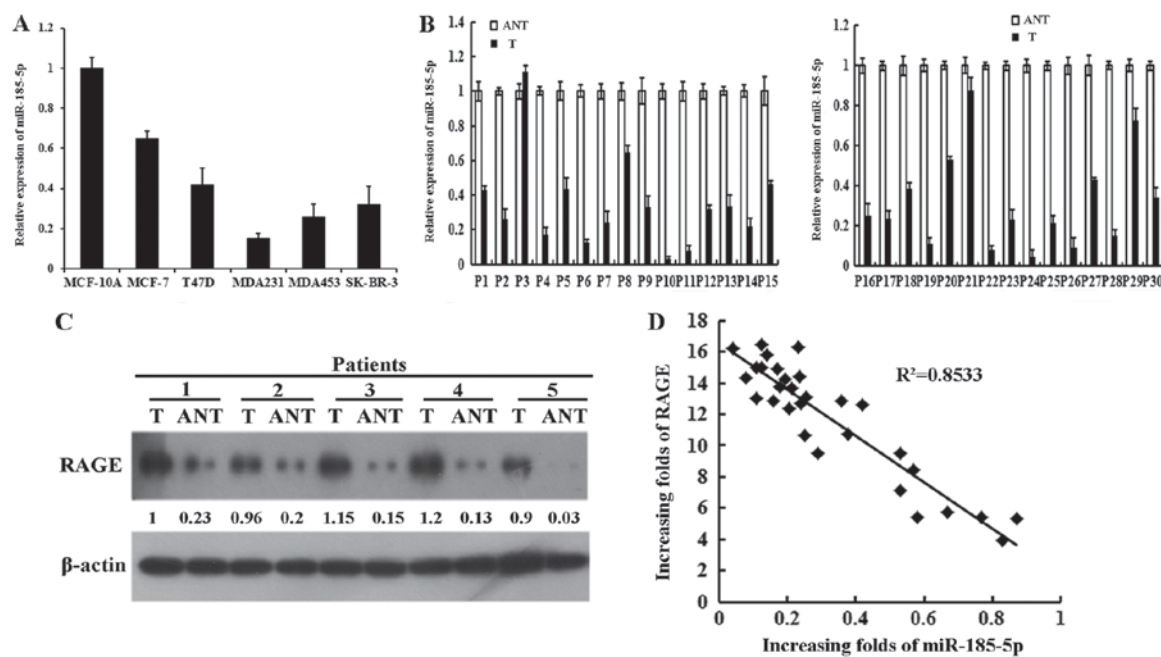 A
Relative expression of miR-185-5p
1.2
1
0.8
0.6
0.4
0.2
0
MCF-10A MCF-7 T47D MDA231 MDA453 SK-BR-3
B
Relative expression of miR-185-5p
1.4
1.2
1
0.8
0.6
0.4
0.2
0
ANT
T
P1 P2 P3 P4 P5 P6 P7 P8 P9 P10 P11 P12 P13 P14 P15
Relative expression of miR-185-5p
1.2
1
0.8
0.6
0.4
0.2
0
ANT
T
P16 P17 P18 P19 P20 P21 P22 P23 P24 P25 P26 P27 P28 P29 P30
C
Patients
1 2 3 4 5
T ANT T ANT T ANT T ANT T ANT
RAGE
1 0.23 0.96 0.2 1.15 0.15 1.2 0.13 0.9 0.03
β-actin
D
Increasing folds of RAGE
18
16
14
12
10
8
6
4
2
0
R²=0.8533
0 0.2 0.4 0.6 0.8 1
Increasing folds of miR-185-5p